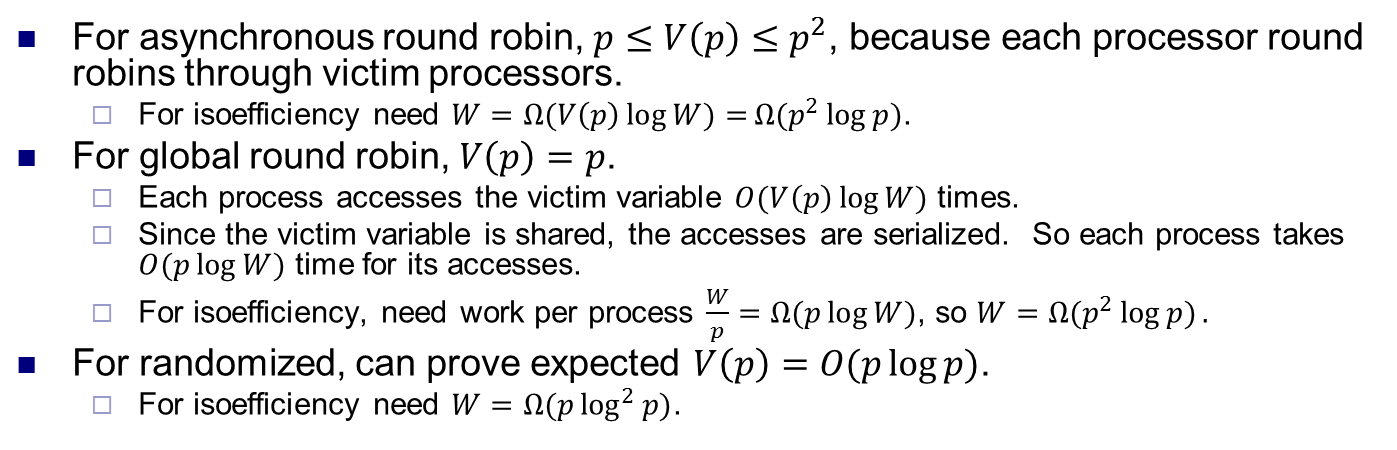 ■ For asynchronous round robin, p ≤ V(p) ≤ p², because each processor round
robins through victim processors.
□ For isoefficiency need W = Ω(V(p) log W) = Ω(p² log p).
■ For global round robin, V(p) = p.
□ Each process accesses the victim variable O(V(p) log W) times.
□ Since the victim variable is shared, the accesses are serialized. So each process takes
O(p log W) time for its accesses.
□ For isoefficiency, need work per process W/p = Ω(p log W), so W = Ω(p² log p).
■ For randomized, can prove expected V(p) = O(p log p).
□ For isoefficiency need W = Ω(p log² p).